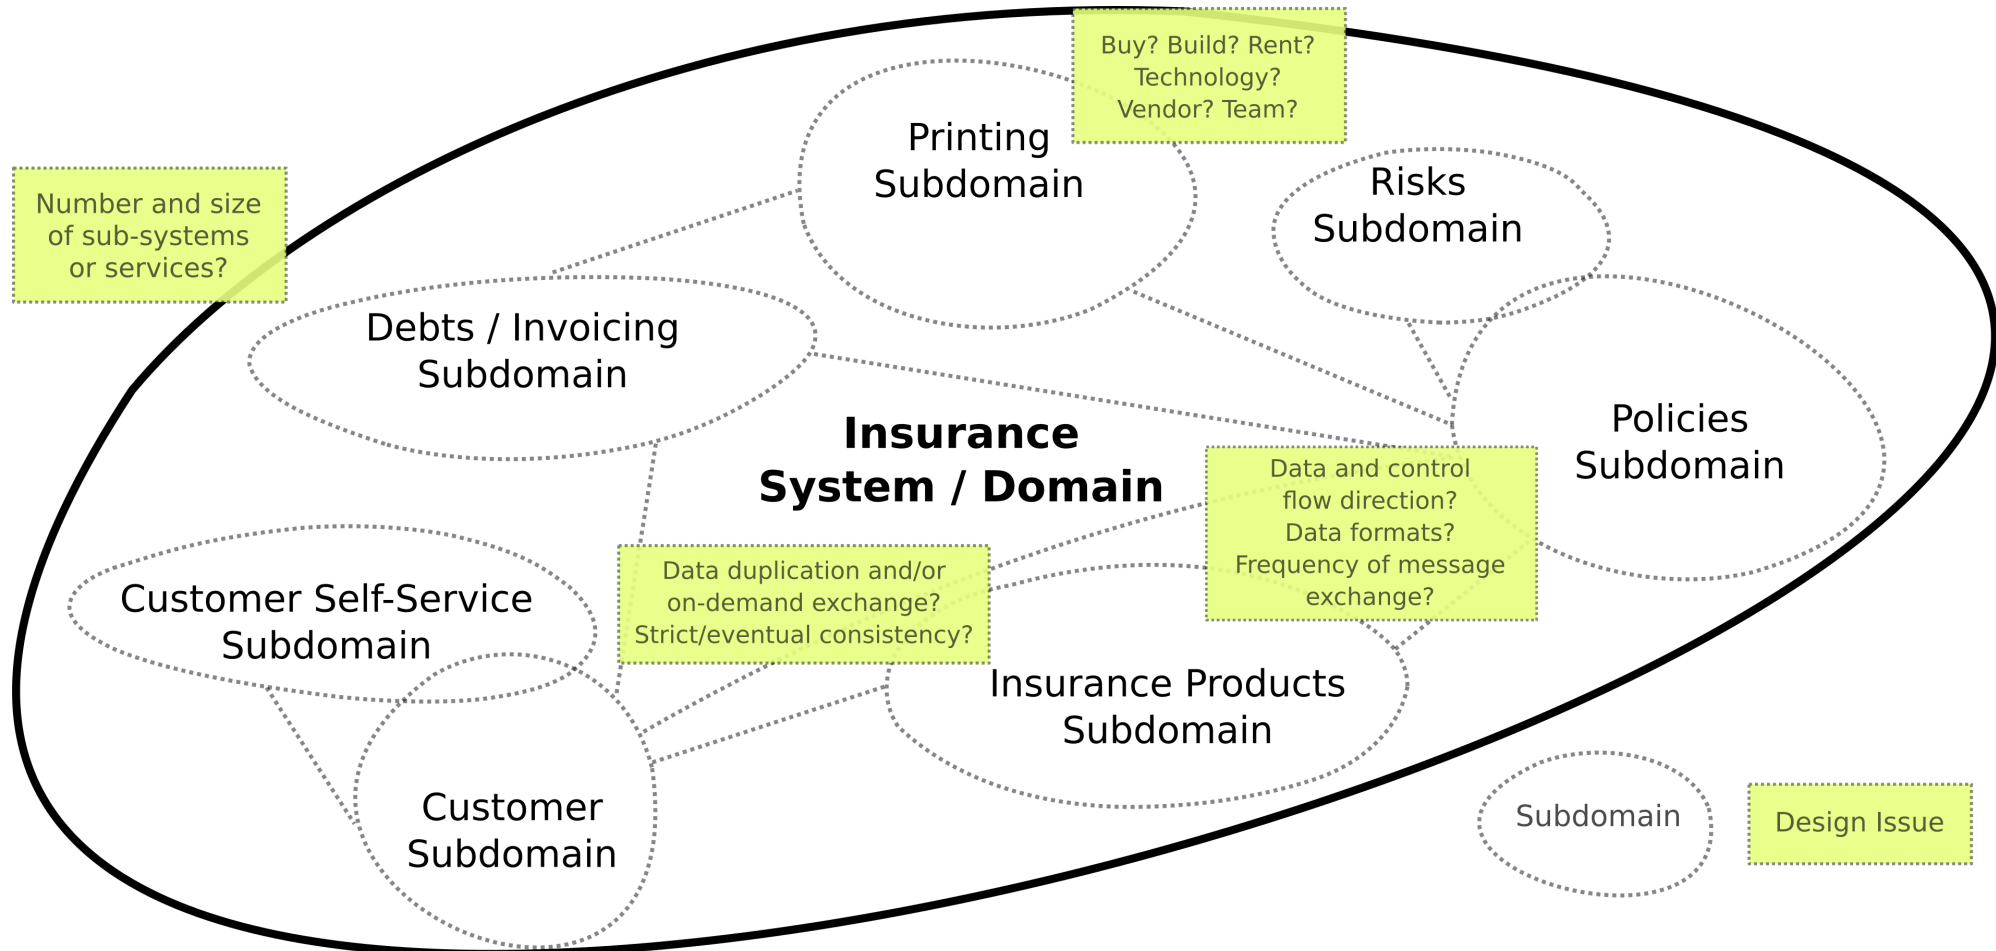 Buy? Build? Rent?
Technology?
Vendor? Team?
Printing
Subdomain
Risks
Subdomain
Number and size
of sub-systems
or services?
Debts / Invoicing
Subdomain
Policies
Subdomain
Insurance
System / Domain
Data and control
flow direction?
Data formats?
Frequency of message
exchange?
Data duplication and/or
on-demand exchange?
Strict/eventual consistency?
Customer Self-Service
Subdomain
Insurance Products
Subdomain
Customer
Subdomain
Subdomain
Design Issue